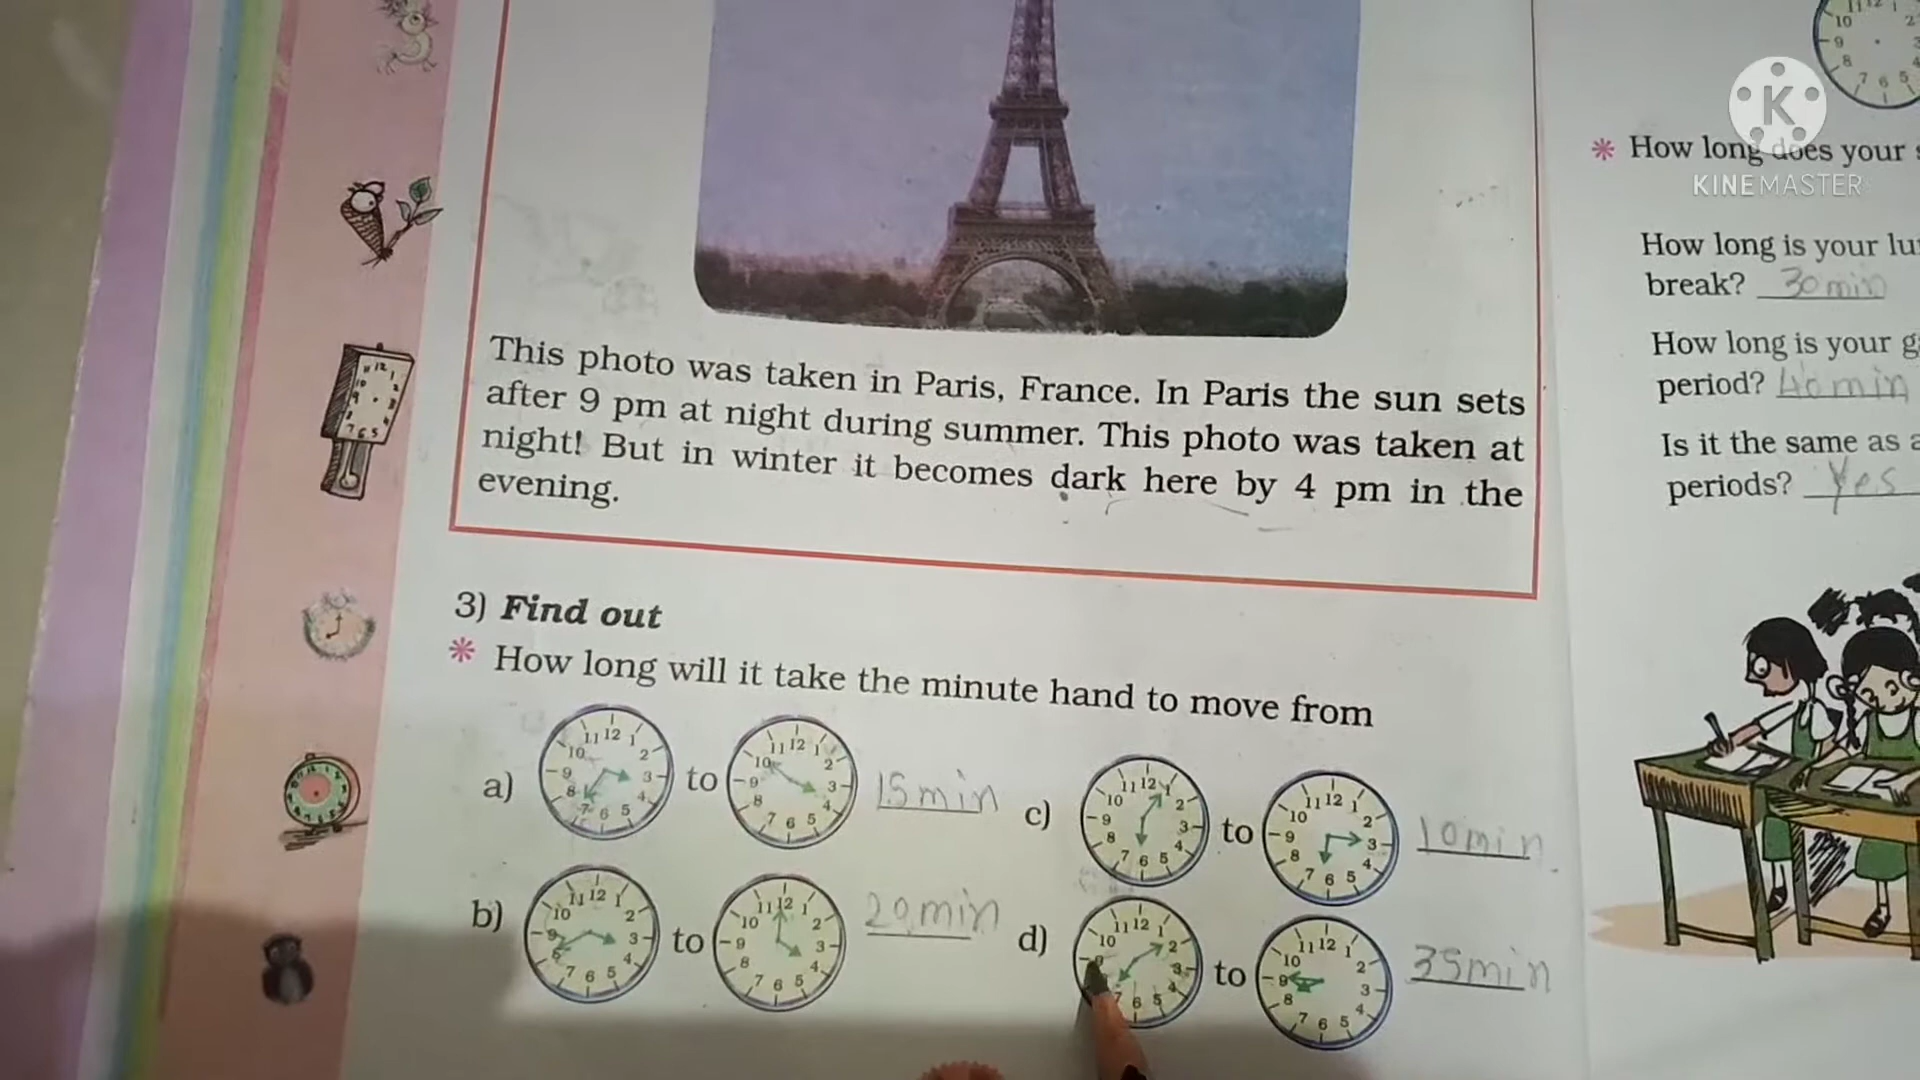 This photo was taken in Paris, France. In Paris the sun sets
after 9 pm at night during summer. This photo was taken at
night! But in winter it becomes dark here by 4 pm in the
evening.
3) Find out
* How long will it take the minute hand to move from
a) to 15 min
b) to 20 min
c) to 10 min
d) to 35 min
K
KINEMASTER
* How long does your
How long is your
break? 30 min
How long is your
period? 40 min
Is it the same as
periods? Yes